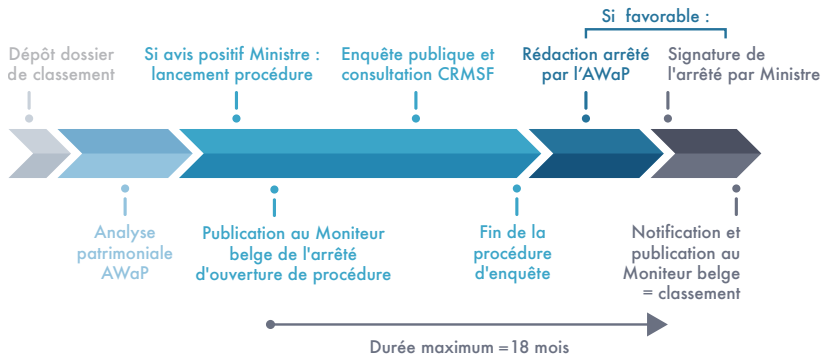 Si favorable :
Dépôt dossier
de classement
Si avis positif Ministre :
lancement procédure
Enquête publique et
consultation CRMSF
Rédaction arrêté
par l'AWaP
Signature de
l'arrêté par Ministre
Analyse
patrimoniale
AWaP
Publication au Moniteur
belge de l'arrêté
d'ouverture de procédure
Fin de la
procédure
d'enquête
Notification et
publication au
Moniteur belge
= classement
Durée maximum =18 mois